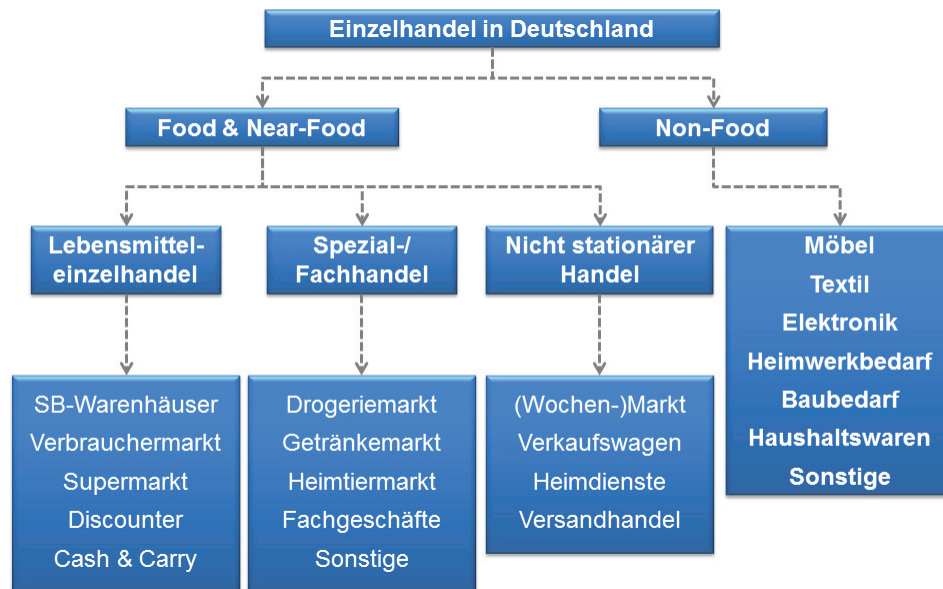 Einzelhandel in Deutschland
Food & Near-Food
Non-Food
Lebensmittel-
einzelhandel
Spezial-/
Fachhandel
Nicht stationärer
Handel
Möbel
Textil
Elektronik
Heimwerkbedarf
Baubedarf
Haushaltswaren
Sonstige
SB-Warenhäuser
Verbrauchermarkt
Supermarkt
Discounter
Cash & Carry
Drogeriemarkt
Getränkemarkt
Heimtiermarkt
Fachgeschäfte
Sonstige
(Wochen-)Markt
Verkaufswagen
Heimdienste
Versandhandel